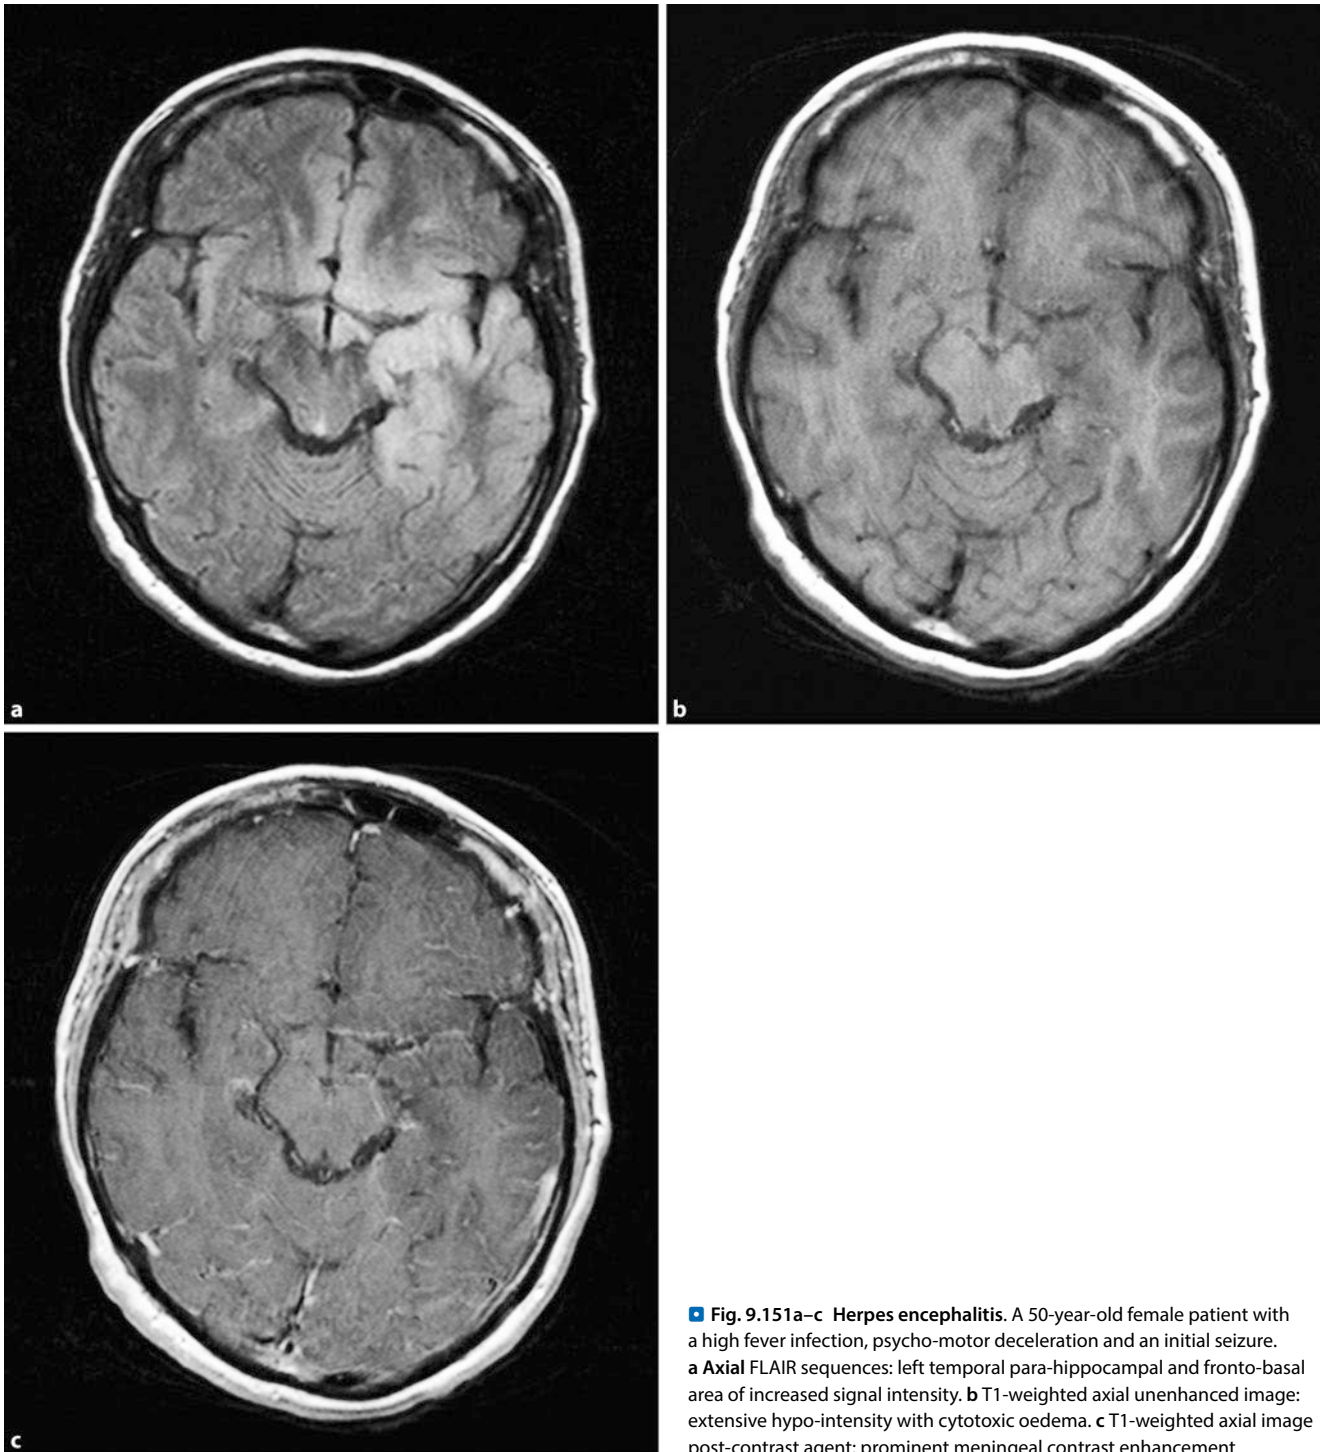 a
b
c
Fig. 9.151a–c Herpes encephalitis. A 50-year-old female patient with
a high fever infection, psycho-motor deceleration and an initial seizure.
a Axial FLAIR sequences: left temporal para-hippocampal and fronto-basal
area of increased signal intensity. b T1-weighted axial unenhanced image:
extensive hypo-intensity with cytotoxic oedema. c T1-weighted axial image
post-contrast agent: prominent meningeal contrast enhancement